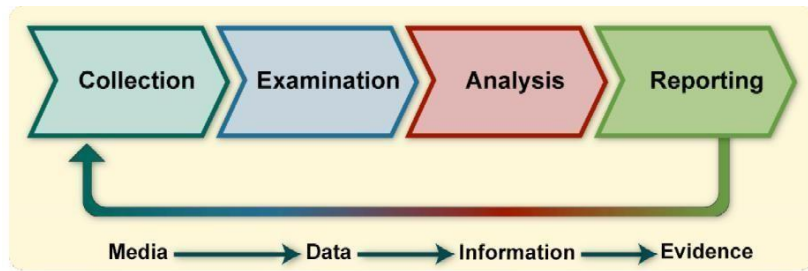 Collection Examination Analysis Reporting
Media Data Information Evidence